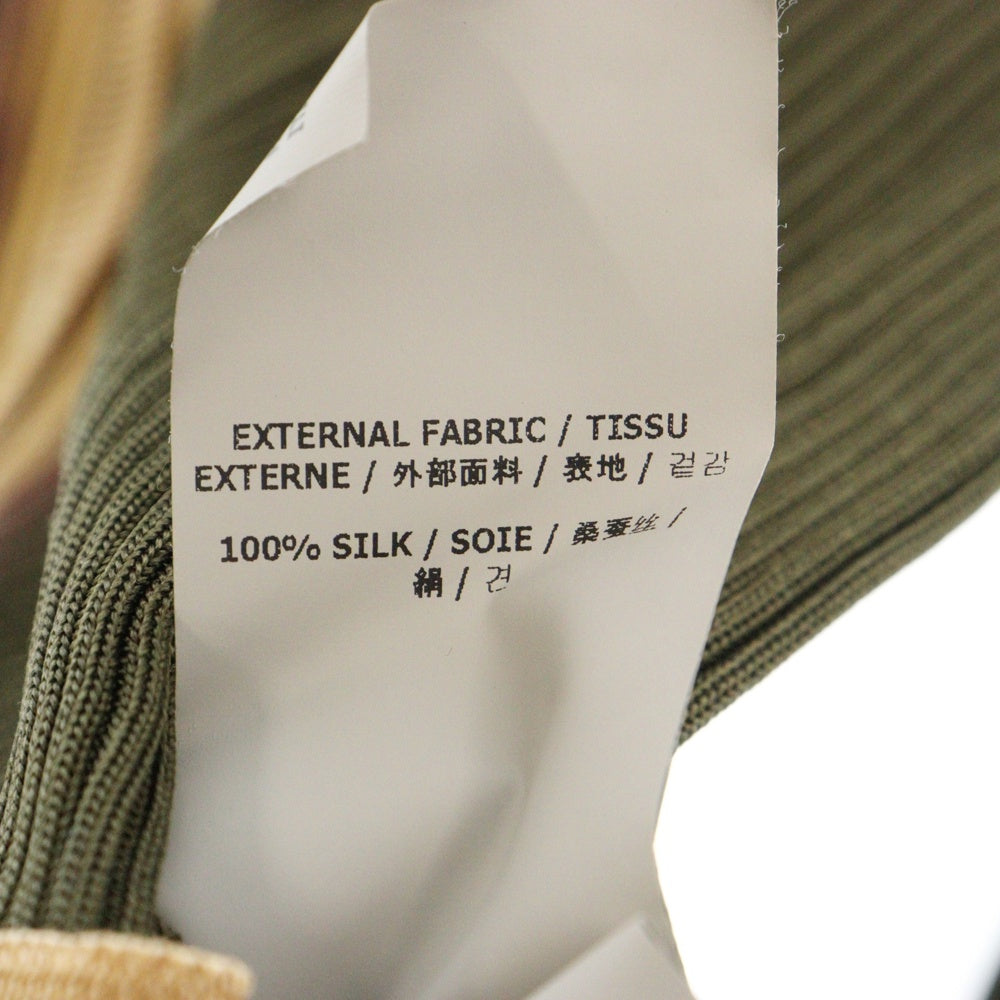 EXTERNAL FABRIC / TISSU
EXTERNE / 外部面料 / 表地 / 겉감
100% SILK / SOIE / 桑蚕丝 /
絹 / 견